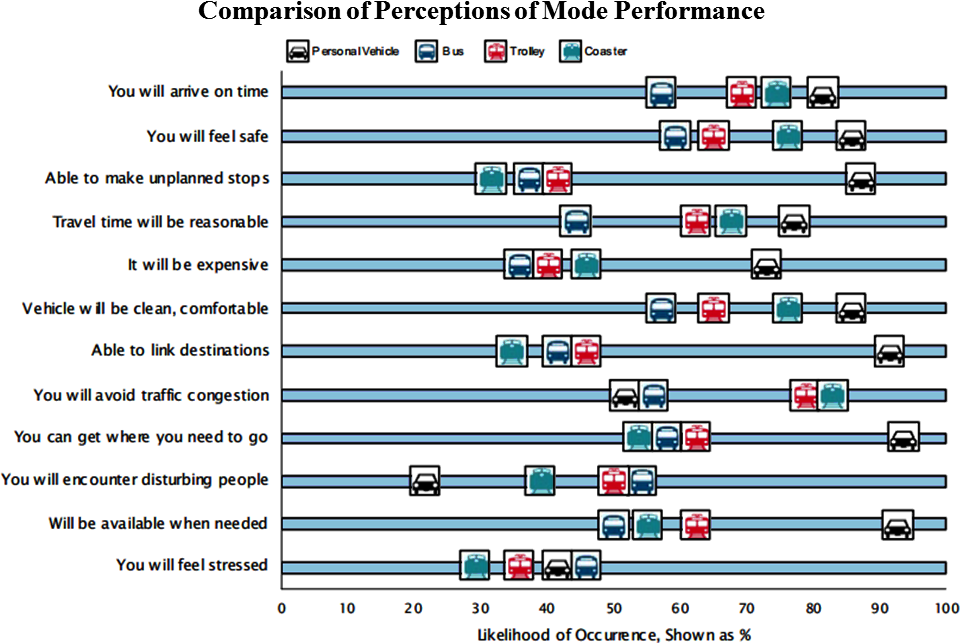 Comparison of Perceptions of Mode Performance
Personal Vehicle Bus Trolley Coaster
You will arrive on time
You will feel safe
Able to make unplanned stops
Travel time will be reasonable
It will be expensive
Vehicle will be clean, comfortable
Able to link destinations
You will avoid traffic congestion
You can get where you need to go
You will encounter disturbing people
Will be available when needed
You will feel stressed
0 10 20 30 40 50 60 70 80 90 100
Likelihood of Occurrence, Shown as %